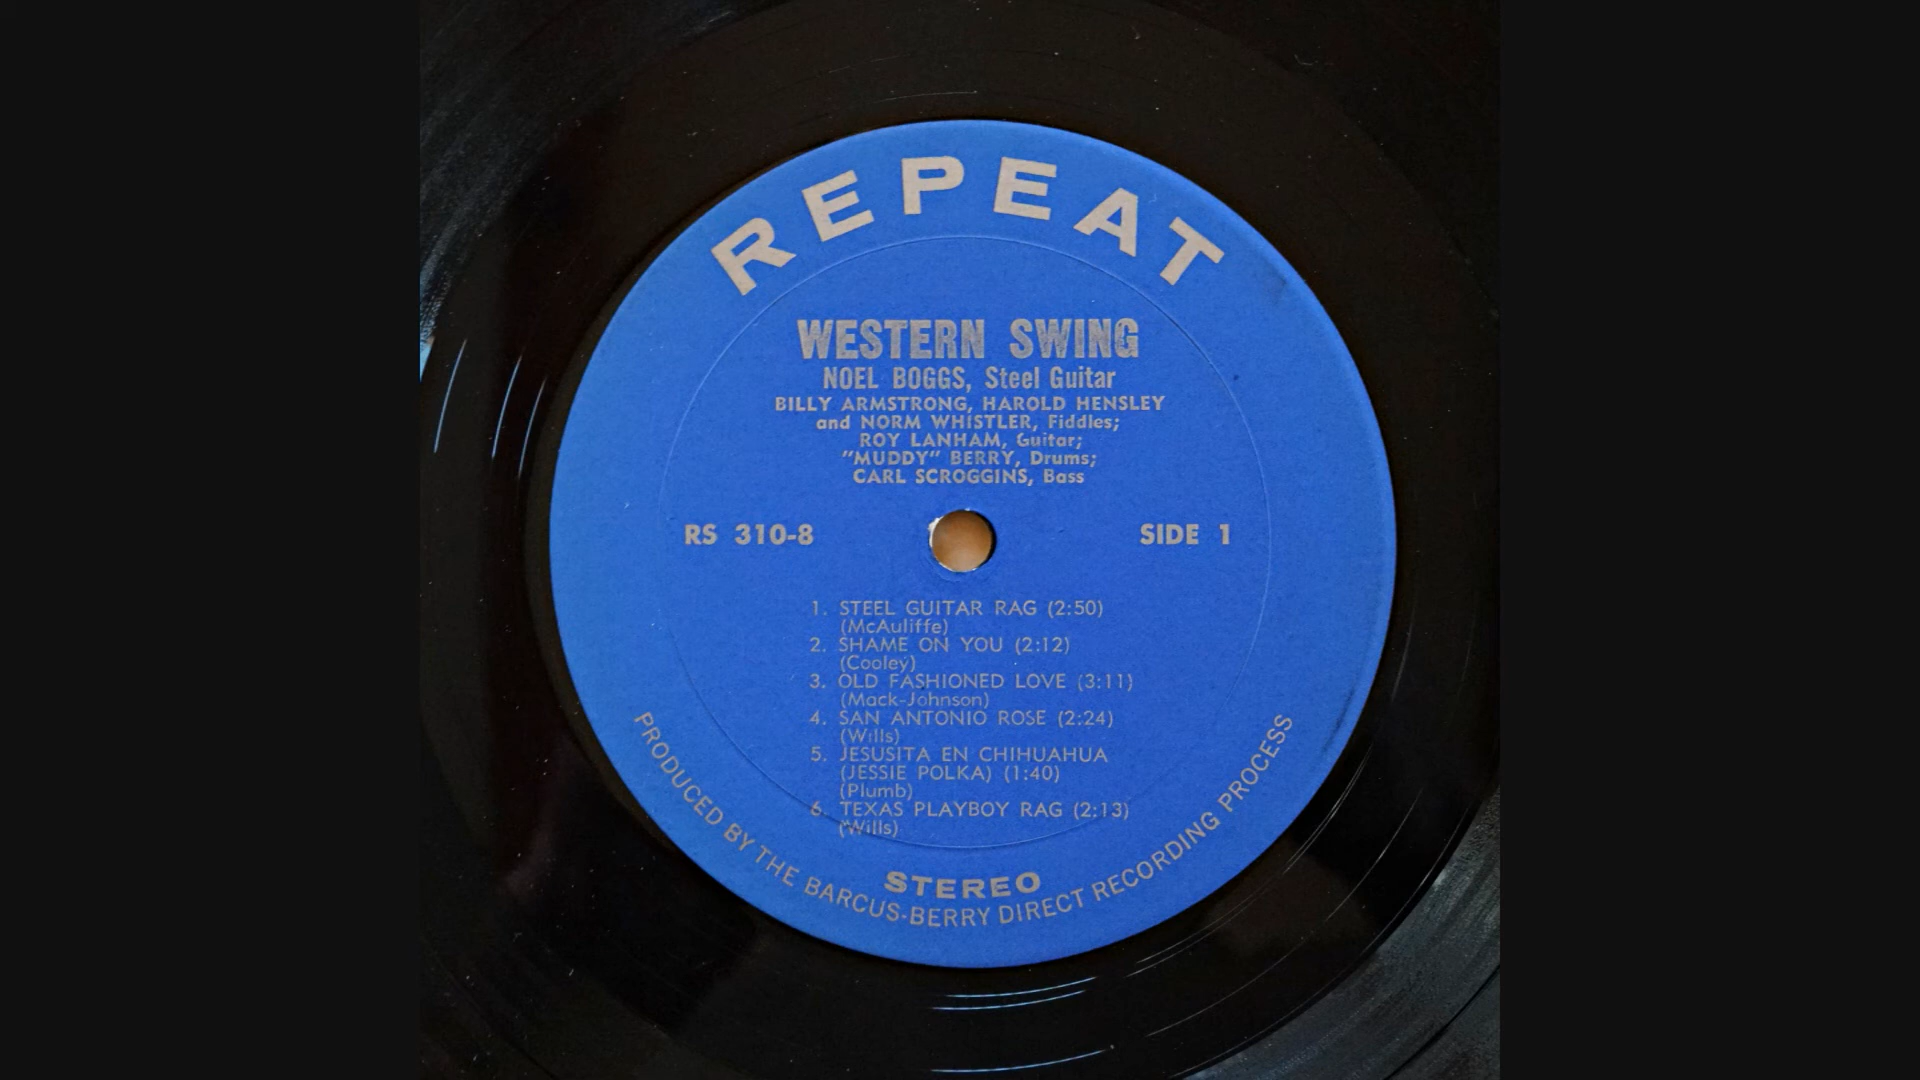 REPEAT
WESTERN SWING
NOEL BOGGS, Steel Guitar
BILLY ARMSTRONG, HAROLD HENSLEY
and NORM WHISTLER, Fiddles;
ROY LANHAM, Guitar;
"MUDDY" BERRY, Drums;
CARL SCROGGINS, Bass
RS 310-8
SIDE 1
1. STEEL GUITAR RAG (2:50)
(McAuliffe)
2. SHAME ON YOU (2:12)
(Cooley)
3. OLD FASHIONED LOVE (3:11)
(Mack-Johnson)
4. SAN ANTONIO ROSE (2:24)
(Wills)
5. JESUSITA EN CHIHUAHUA
(JESSIE POLKA) (1:40)
(Plumb)
6. TEXAS PLAYBOY RAG (2:13)
(Wills)
STEREO
PRODUCED BY THE BARCUS-BERRY DIRECT RECORDING PROCESS